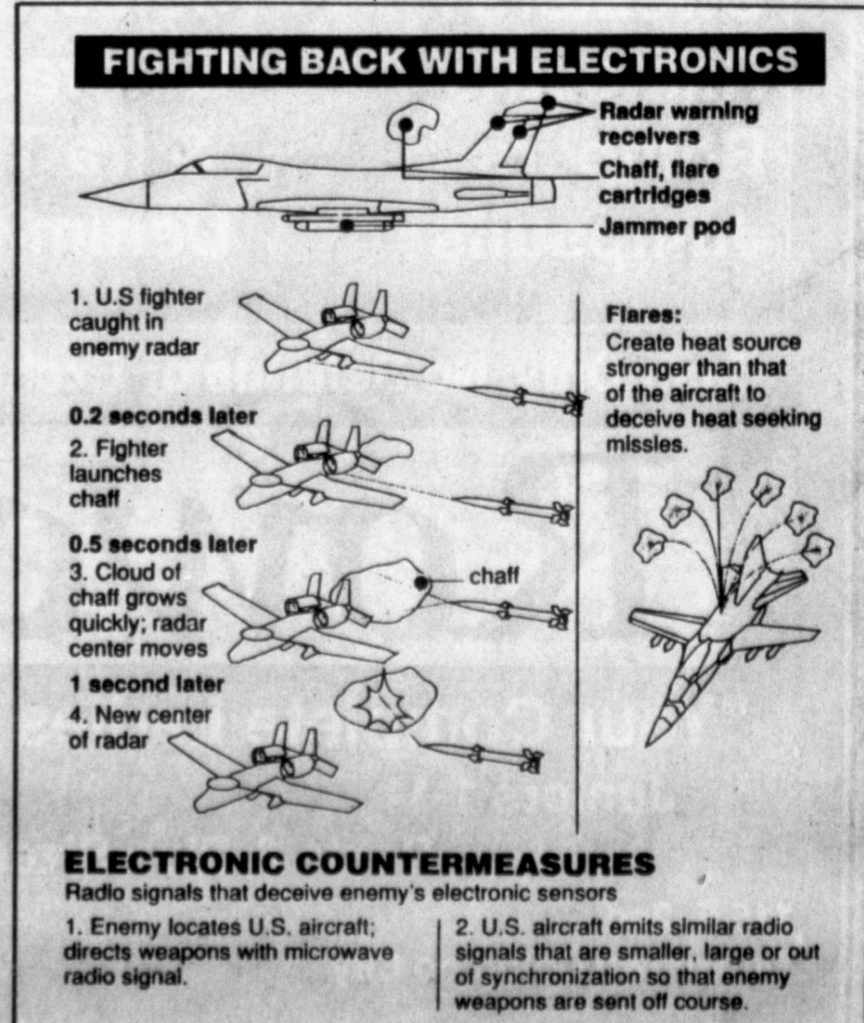 FIGHTING BACK WITH ELECTRONICS
Radar warning
receivers
Chaff, flare
cartridges
Jammer pod
1. U.S fighter
caught in
enemy radar
0.2 seconds later
2. Fighter
launches
chaff
0.5 seconds later
3. Cloud of
chaff grows
quickly; radar
center moves
chaff
1 second later
4. New center
of radar
Flares:
Create heat source
stronger than that
of the aircraft to
deceive heat seeking
missles.
ELECTRONIC COUNTERMEASURES
Radio signals that deceive enemy's electronic sensors
1. Enemy locates U.S. aircraft;
directs weapons with microwave
radio signal.
2. U.S. aircraft emits similar radio
signals that are smaller, large or out
of synchronization so that enemy
weapons are sent off course.